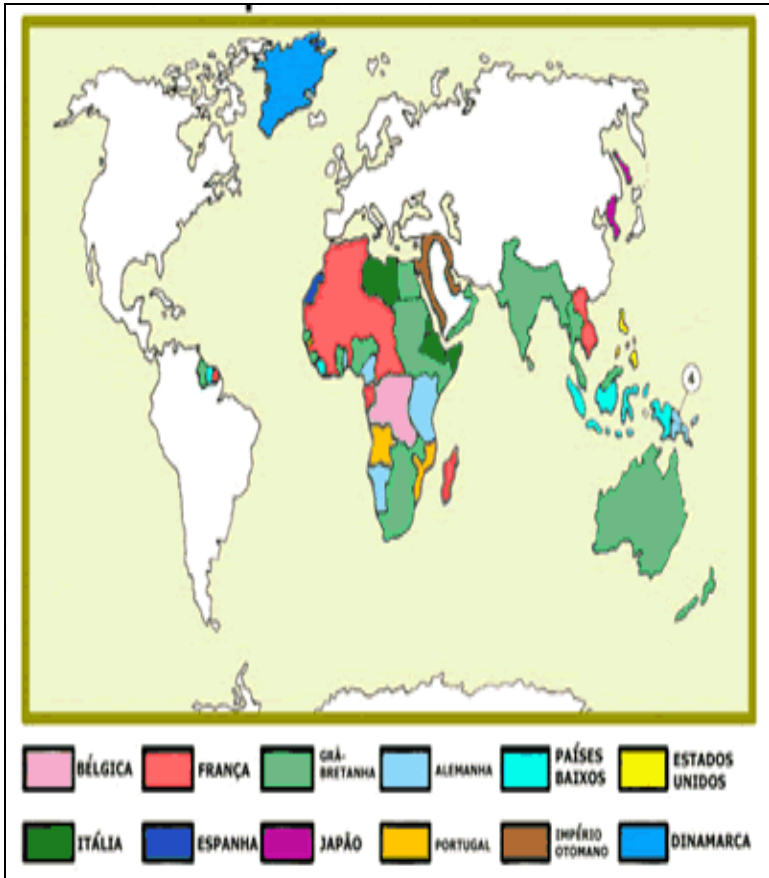 4
BÉLGICA
FRANÇA
GRÃ-
BRETANHA
ALEMANHA
PAÍSES
BAIXOS
ESTADOS
UNIDOS
ITÁLIA
ESPANHA
JAPÃO
PORTUGAL
IMPÉRIO
OTOMANO
DINAMARCA